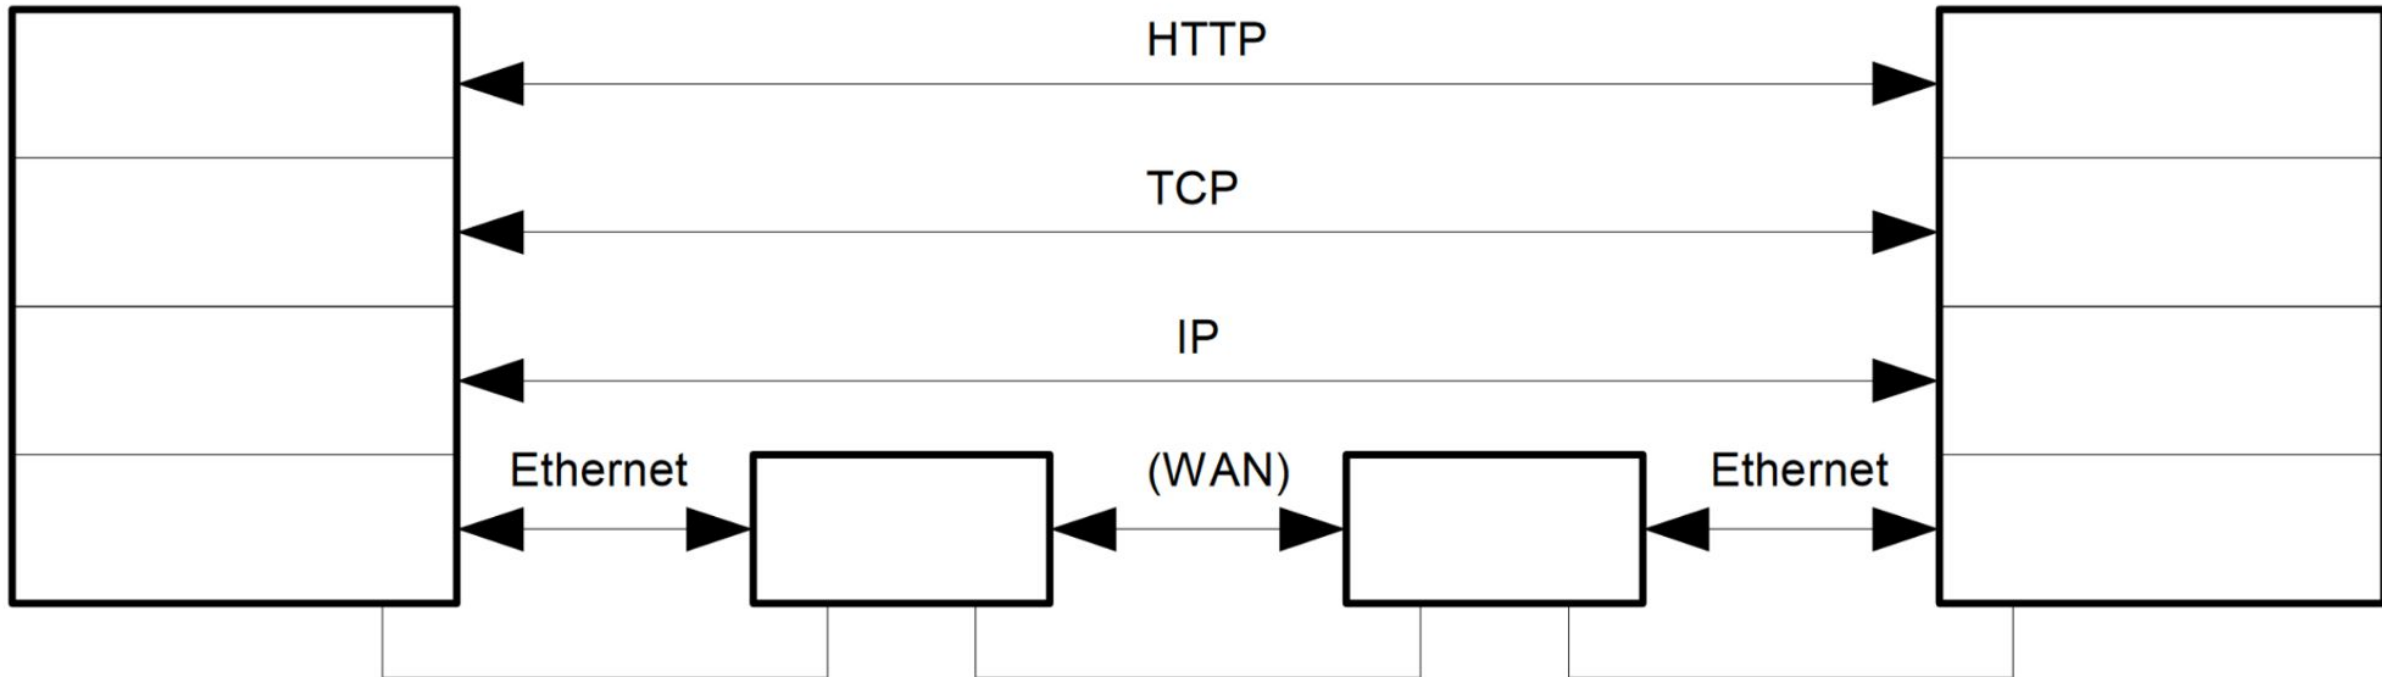 HTTP
TCP
IP
Ethernet
(WAN)
Ethernet